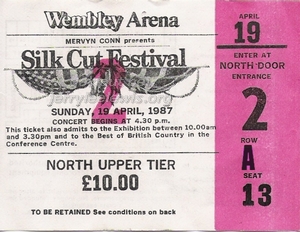 Wembley Arena
MERVYN CONN presents
Silk Cut Festival
SUNDAY, 19 APRIL, 1987
CONCERT BEGINS AT 4.30 p.m.
This ticket also admits to the Exhibition between 10.00am
and 3.30pm and to the Best of British Country in the
Conference Centre.
NORTH UPPER TIER
£10.00
TO BE RETAINED See conditions on back
APRIL
19
ENTER AT
NORTH DOOR
ENTRANCE
2
ROW
A
SEAT
13